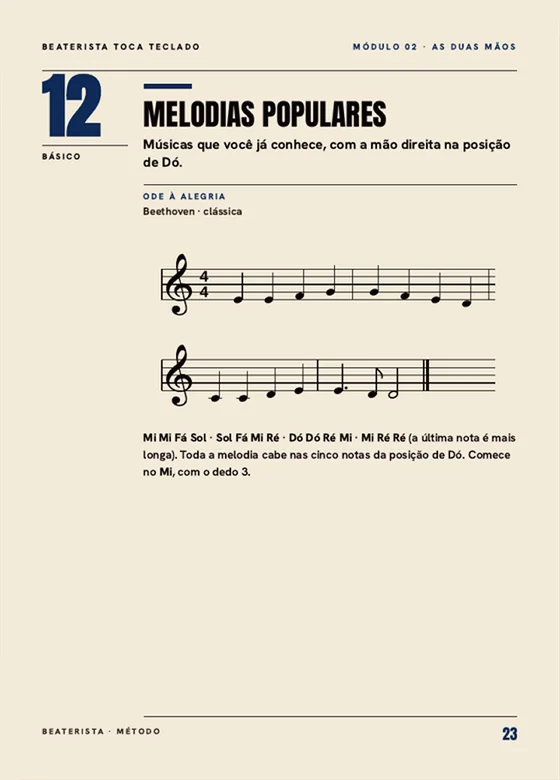 BEATERISTA TOCA TECLADO
MÓDULO 02 · AS DUAS MÃOS
12
BÁSICO
MELODIAS POPULARES
Músicas que você já conhece, com a mão direita na posição
de Dó.
ODE À ALEGRIA
Beethoven · clássica
4
4
Mi Mi Fá Sol · Sol Fá Mi Ré · Dó Dó Ré Mi · Mi Ré Ré (a última nota é mais
longa). Toda a melodia cabe nas cinco notas da posição de Dó. Comece
no Mi, com o dedo 3.
BEATERISTA · MÉTODO
23